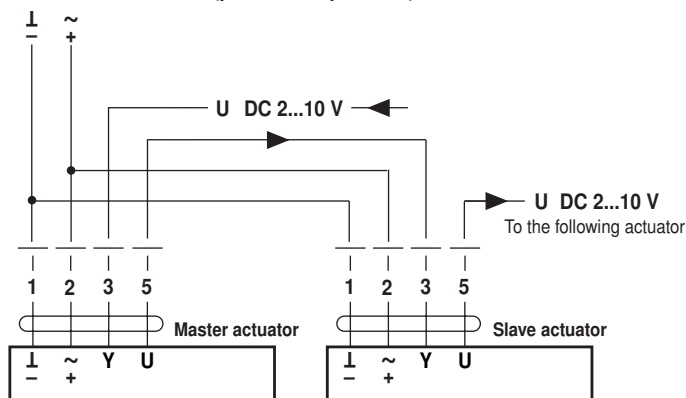 ⊥ ~
− +
U DC 2...10 V
U DC 2...10 V
To the following actuator
1 2 3 5
1 2 3 5
Master actuator
Slave actuator
⊥ ~ Y U
− +
⊥ ~ Y U
− +